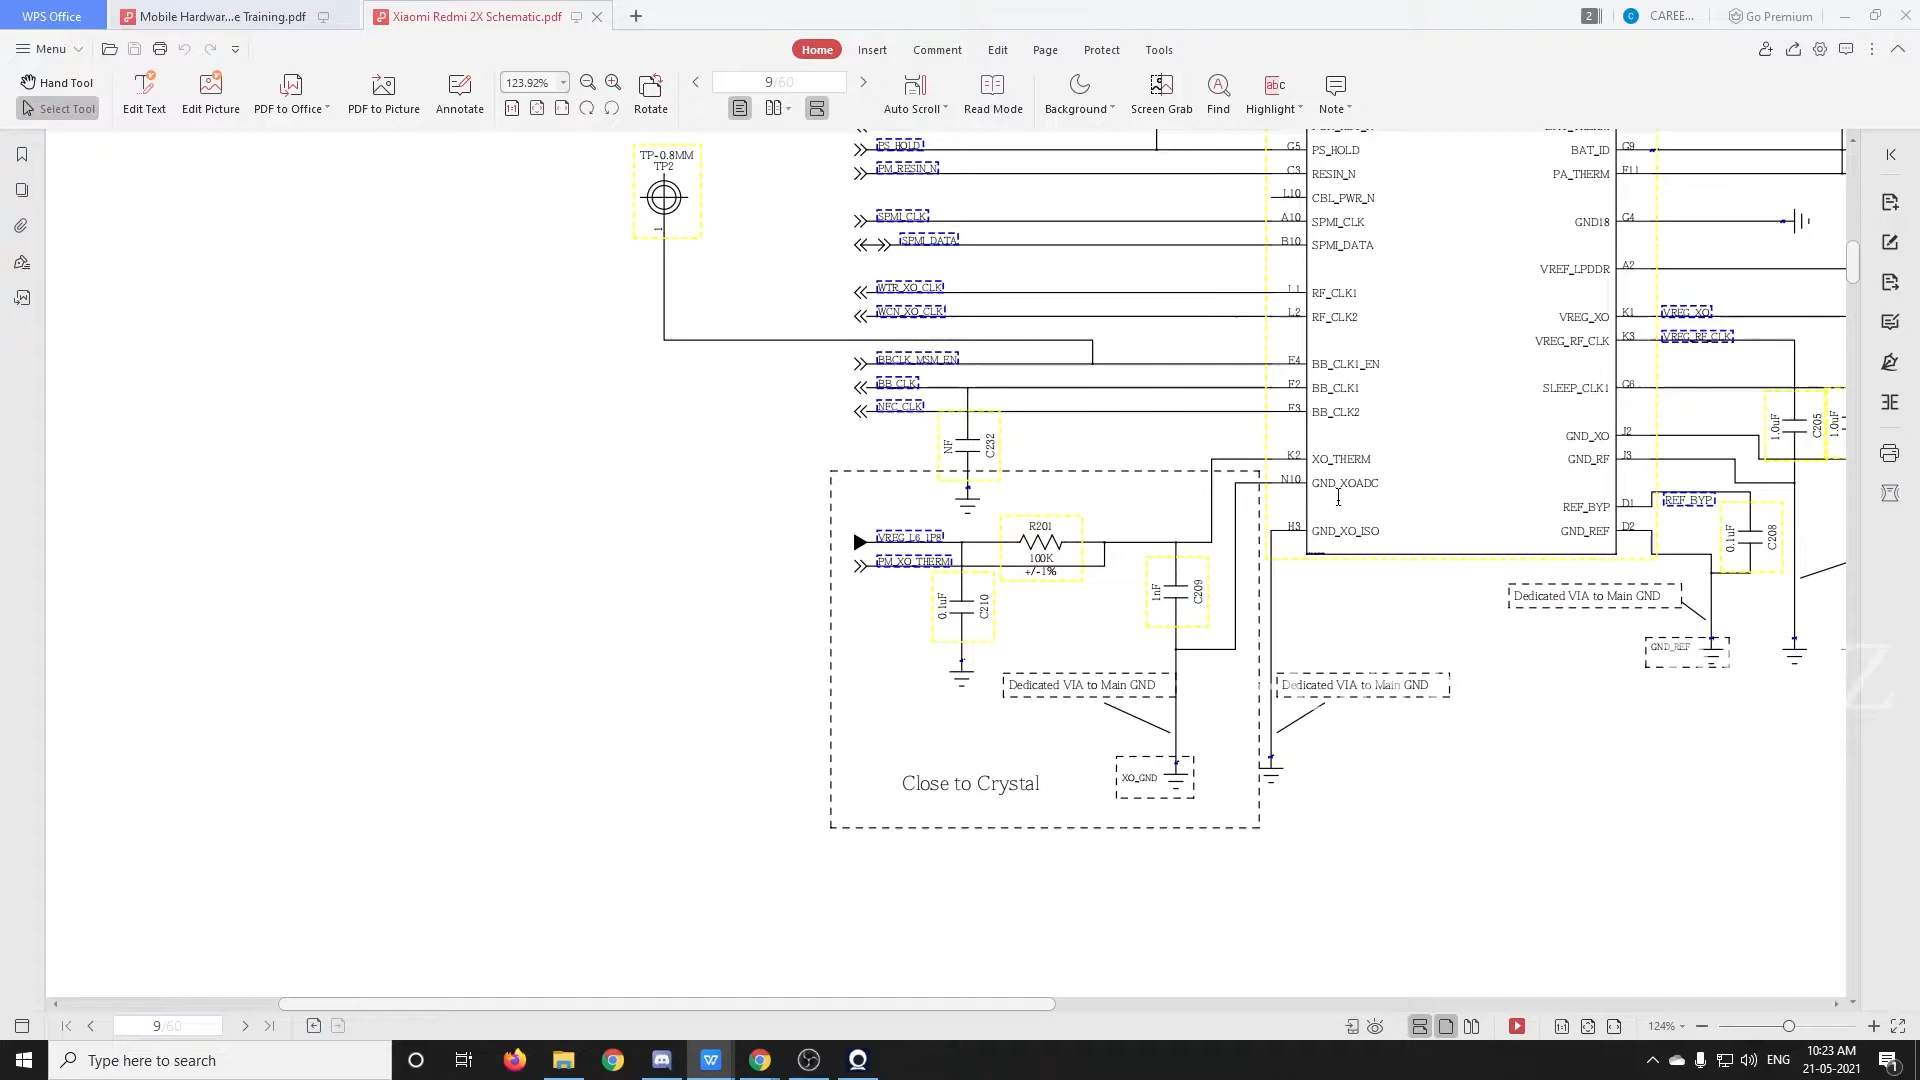 WPS Office
Mobile Hardwar...e Training.pdf
Xiaomi Redmi 2X Schematic.pdf
2
C
CAREE...
Go Premium
Menu
Home
Insert
Comment
Edit
Page
Protect
Tools
Hand Tool
Select Tool
Edit Text
Edit Picture
PDF to Office
PDF to Picture
Annotate
123.92%
Rotate
9/60
Auto Scroll
Read Mode
Background
Screen Grab
Find
Highlight
Note
TP-0.8MM
TP2
1
PS_HOLD
G5
PS_HOLD
BAT_ID
G9
PM_RESIN_N
C3
RESIN_N
PA_THERM
L10
CBL_PWR_N
SPMI_CLK
A10
SPMI_CLK
GND18
G4
SPMI_DATA
B10
SPMI_DATA
VREF_LPDDR
A2
WTR_XO_CLK
L1
RF_CLK1
WCN_XO_CLK
L2
RF_CLK2
VREG_XO
K1
VREG_XO
VREG_RF_CLK
K3
VREG_RF_CLK
BBCLK_MSM_EN
BB_CLK1_EN
BB_CLK
BB_CLK1
SLEEP_CLK1
G6
NFC_CLK
BB_CLK2
NF
C232
1.0uF
C205
1.0uF
GND_XO
J2
K2
XO_THERM
GND_RF
J3
N10
GND_XOADC
REF_BYP
D1
REF_BYP
H3
GND_XO_ISO
GND_REF
D2
0.1uF
C208
VREG_L6_1P8
R201
100K
+/-1%
PM_XO_THERM
0.1uF
C210
1nF
C209
Dedicated VIA to Main GND
GND_REF
Z
Dedicated VIA to Main GND
Dedicated VIA to Main GND
XO_GND
Close to Crystal
9/60
124%
Type here to search
ENG
10:23 AM
21-05-2021
1